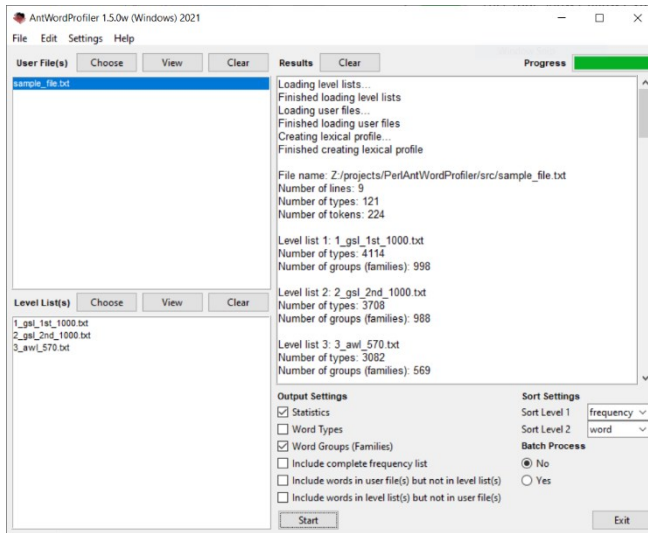 AntWordProfiler 1.5.0w (Windows) 2021
File Edit Settings Help
User File(s) Choose View Clear
sample_file.txt
Level List(s) Choose View Clear
1_gsl_1st_1000.txt
2_gsl_2nd_1000.txt
3_awl_570.txt
Results Clear Progress
Loading level lists...
Finished loading level lists
Loading user files...
Finished loading user files
Creating lexical profile...
Finished creating lexical profile
File name: Z:/projects/PerlAntWordProfiler/src/sample_file.txt
Number of lines: 9
Number of types: 121
Number of tokens: 224
Level list 1: 1_gsl_1st_1000.txt
Number of types: 4114
Number of groups (families): 998
Level list 2: 2_gsl_2nd_1000.txt
Number of types: 3708
Number of groups (families): 988
Level list 3: 3_awl_570.txt
Number of types: 3082
Number of groups (families): 569
Output Settings
Statistics
Word Types
Word Groups (Families)
Include complete frequency list
Include words in user file(s) but not in level list(s)
Include words in level list(s) but not in user file(s)
Start
Sort Settings
Sort Level 1 frequency
Sort Level 2 word
Batch Process
No
Yes
Exit